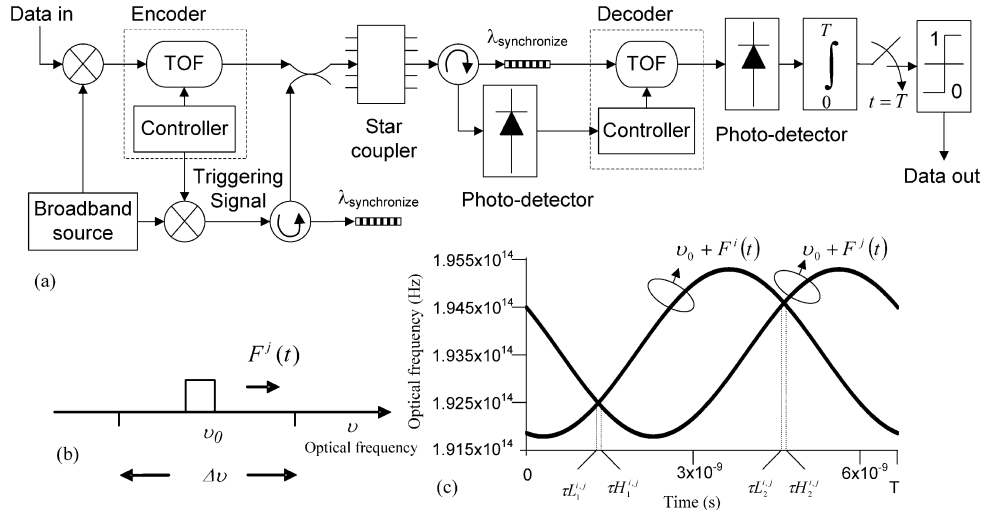 Data in
Encoder
TOF
Controller
Triggering
Signal
Broadband
source
λsynchronize
(a)
Star
coupler
λsynchronize
Photo-detector
Decoder
TOF
Controller
Photo-detector
T
∫
0
t = T
1
0
Data out
F^j(t)
υ0
υ
Optical frequency
Δυ
(b)
Optical frequency (Hz)
1.955x10^14
1.945x10^14
1.935x10^14
1.925x10^14
1.915x10^14
υ0 + F^i(t)
υ0 + F^j(t)
0
3x10^-9
6x10^-9
T
τL1^i,j
τH1^i,j
τL2^i,j
τH2^i,j
Time (s)
(c)